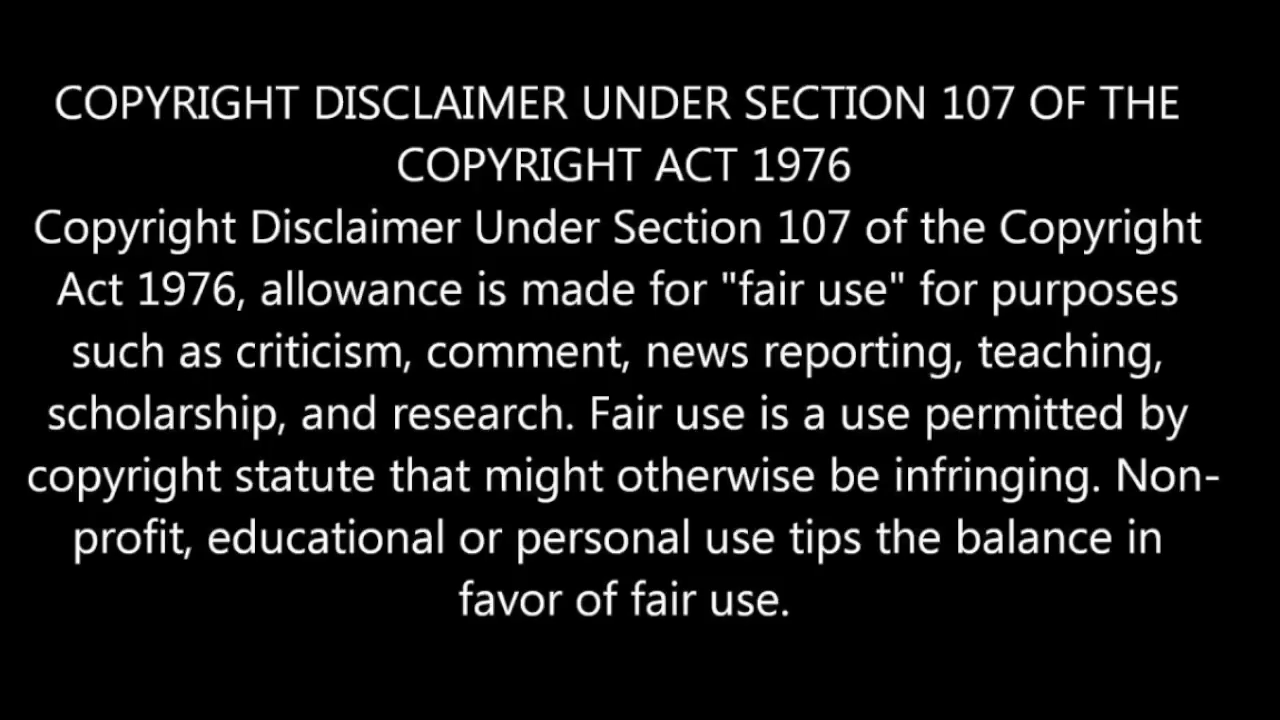 COPYRIGHT DISCLAIMER UNDER SECTION 107 OF THE
COPYRIGHT ACT 1976
Copyright Disclaimer Under Section 107 of the Copyright
Act 1976, allowance is made for "fair use" for purposes
such as criticism, comment, news reporting, teaching,
scholarship, and research. Fair use is a use permitted by
copyright statute that might otherwise be infringing. Non-
profit, educational or personal use tips the balance in
favor of fair use.